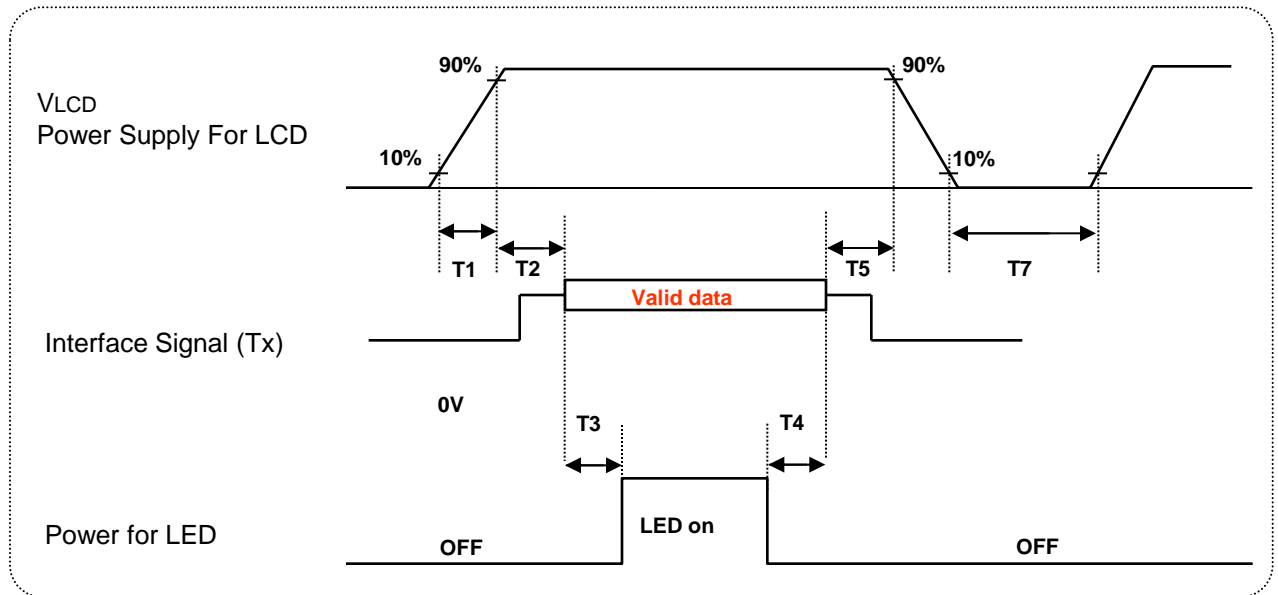 90%
90%
VLCD
Power Supply For LCD
10%
10%
T1
T2
T5
T7
Valid data
Interface Signal (Tx)
0V
T3
T4
LED on
Power for LED
OFF
OFF